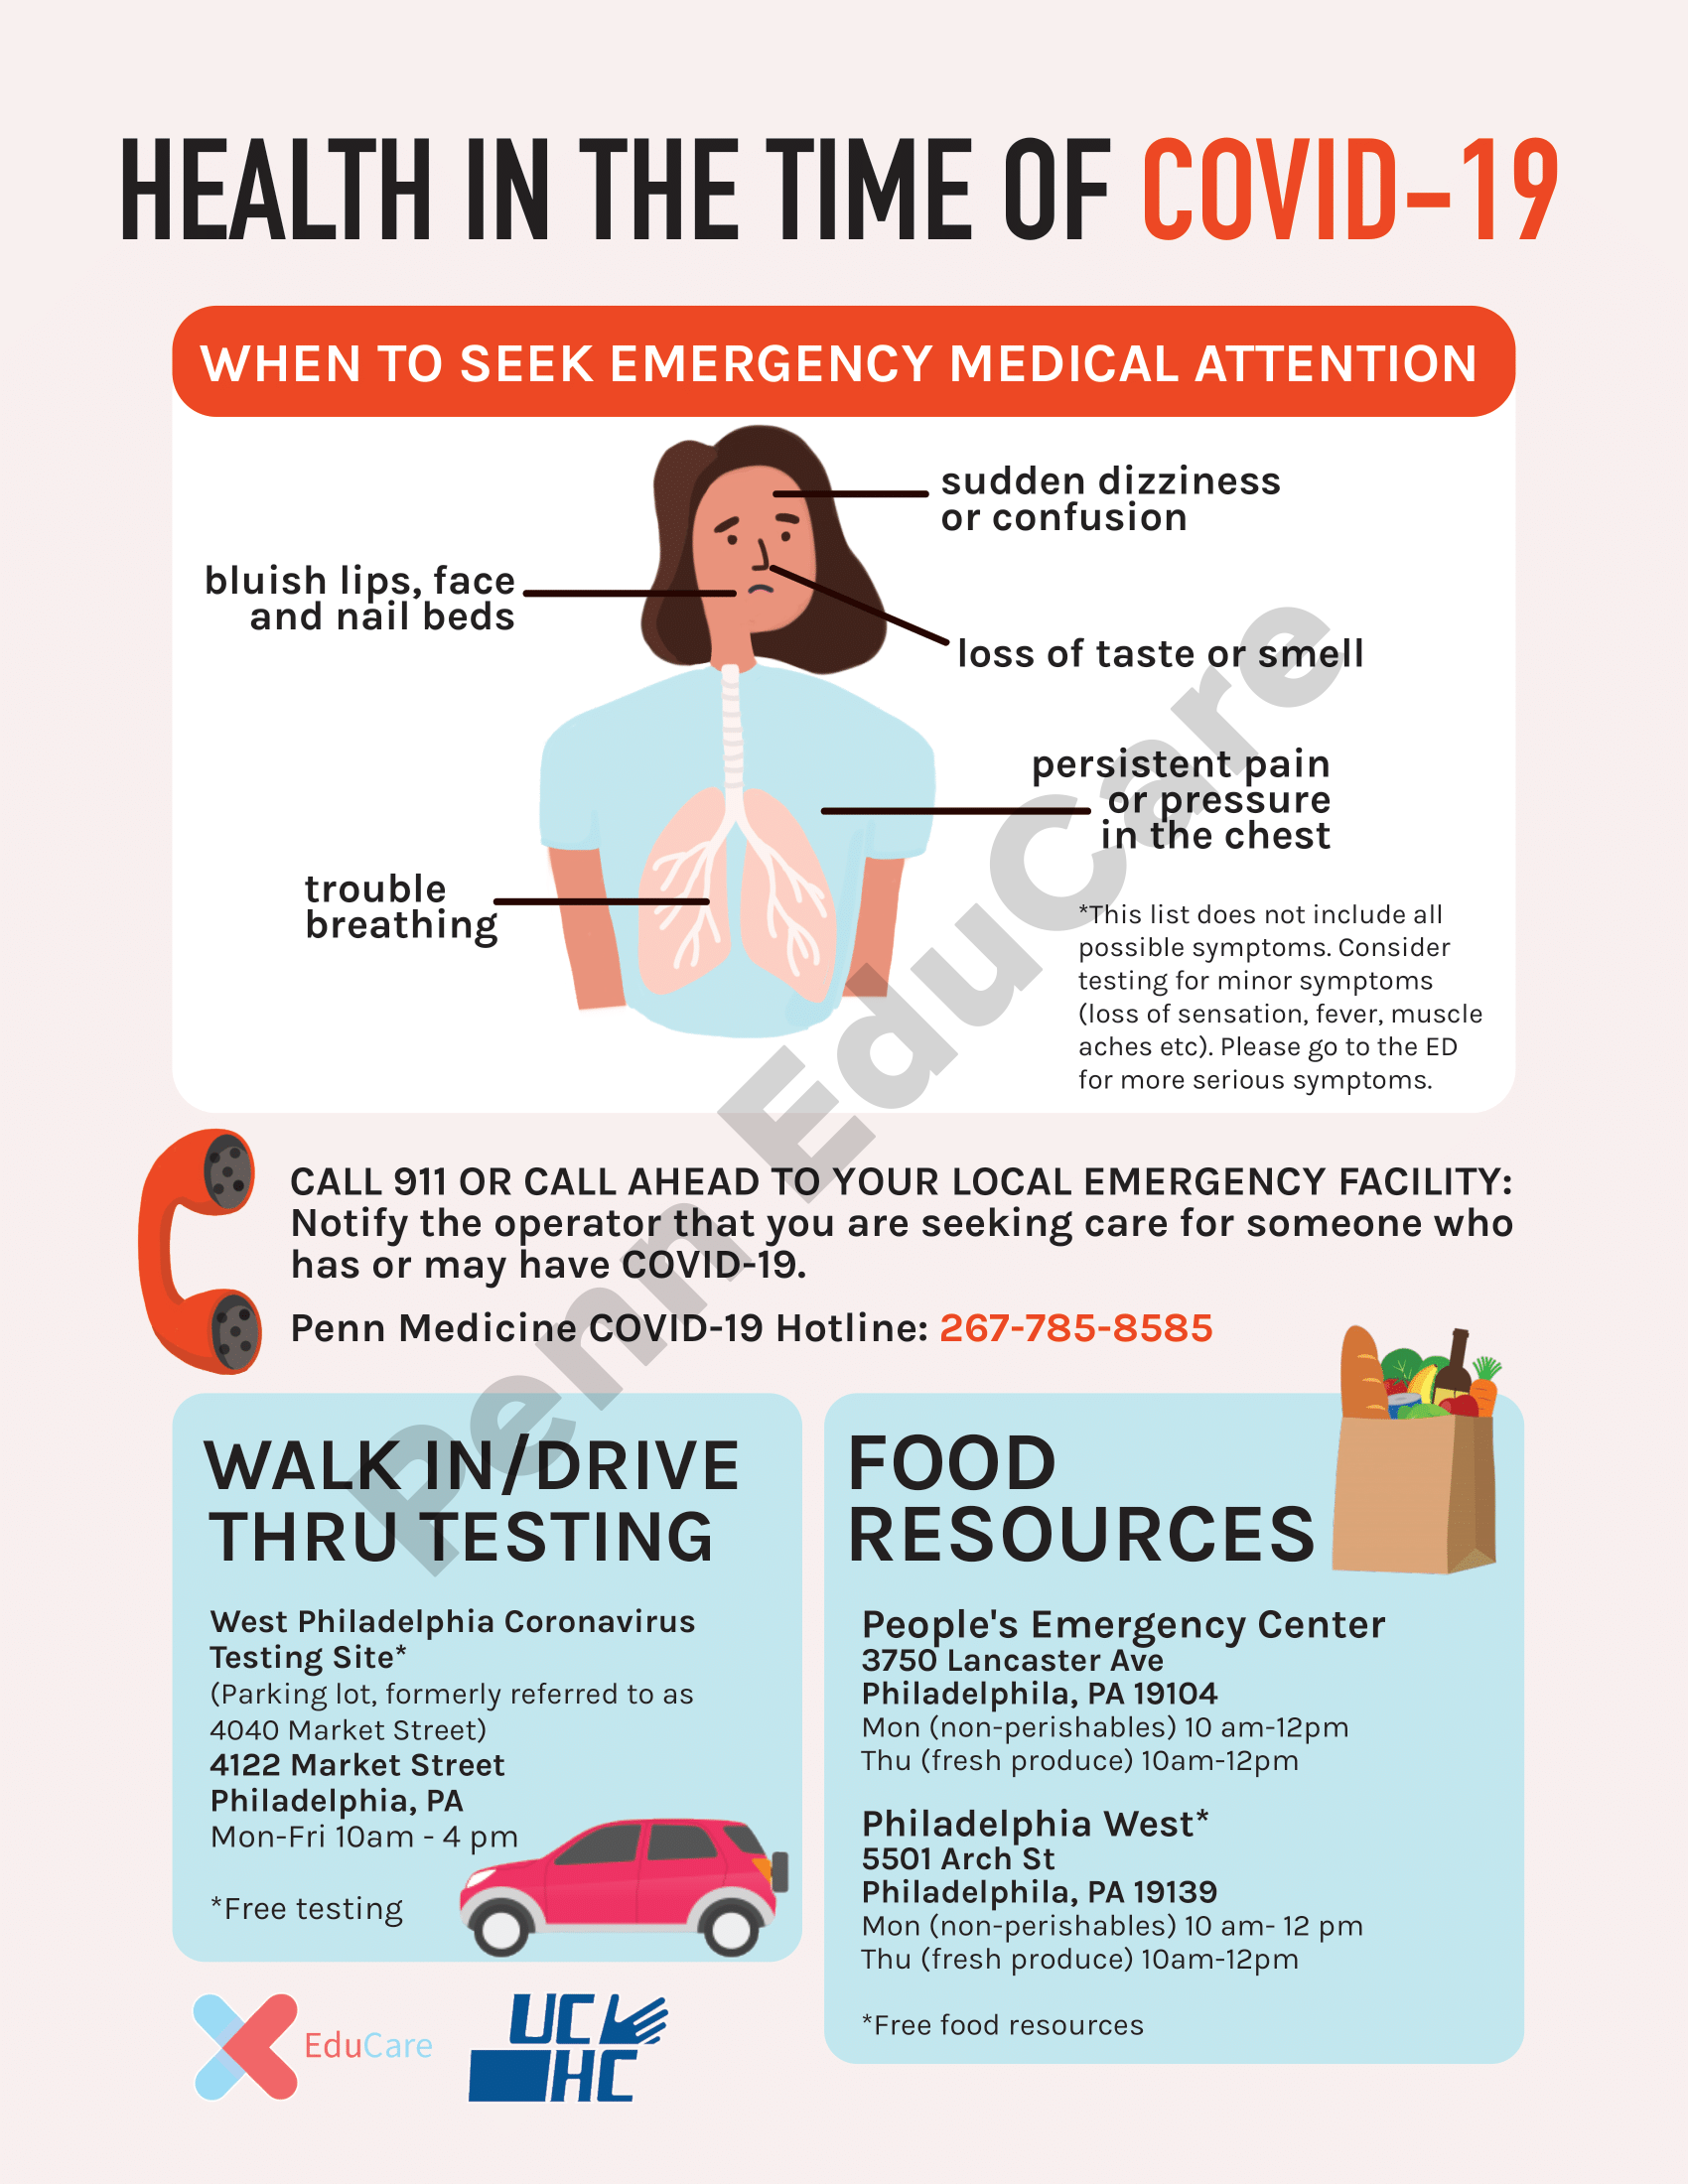 HEALTH IN THE TIME OF COVID-19
WHEN TO SEEK EMERGENCY MEDICAL ATTENTION
sudden dizziness
or confusion
bluish lips, face
and nail beds
loss of taste or smell
persistent pain
or pressure
in the chest
trouble
breathing
*This list does not include all
possible symptoms. Consider
testing for minor symptoms
(loss of sensation, fever, muscle
aches etc). Please go to the ED
for more serious symptoms.
Penn EduCare
CALL 911 OR CALL AHEAD TO YOUR LOCAL EMERGENCY FACILITY:
Notify the operator that you are seeking care for someone who
has or may have COVID-19.
Penn Medicine COVID-19 Hotline: 267-785-8585
WALK IN/DRIVE
THRU TESTING
West Philadelphia Coronavirus
Testing Site*
(Parking lot, formerly referred to as
4040 Market Street)
4122 Market Street
Philadelphia, PA
Mon-Fri 10am - 4 pm
*Free testing
FOOD
RESOURCES
People's Emergency Center
3750 Lancaster Ave
Philadelphila, PA 19104
Mon (non-perishables) 10 am-12pm
Thu (fresh produce) 10am-12pm
Philadelphia West*
5501 Arch St
Philadelphila, PA 19139
Mon (non-perishables) 10 am- 12 pm
Thu (fresh produce) 10am-12pm
*Free food resources
EduCare
UC
HC